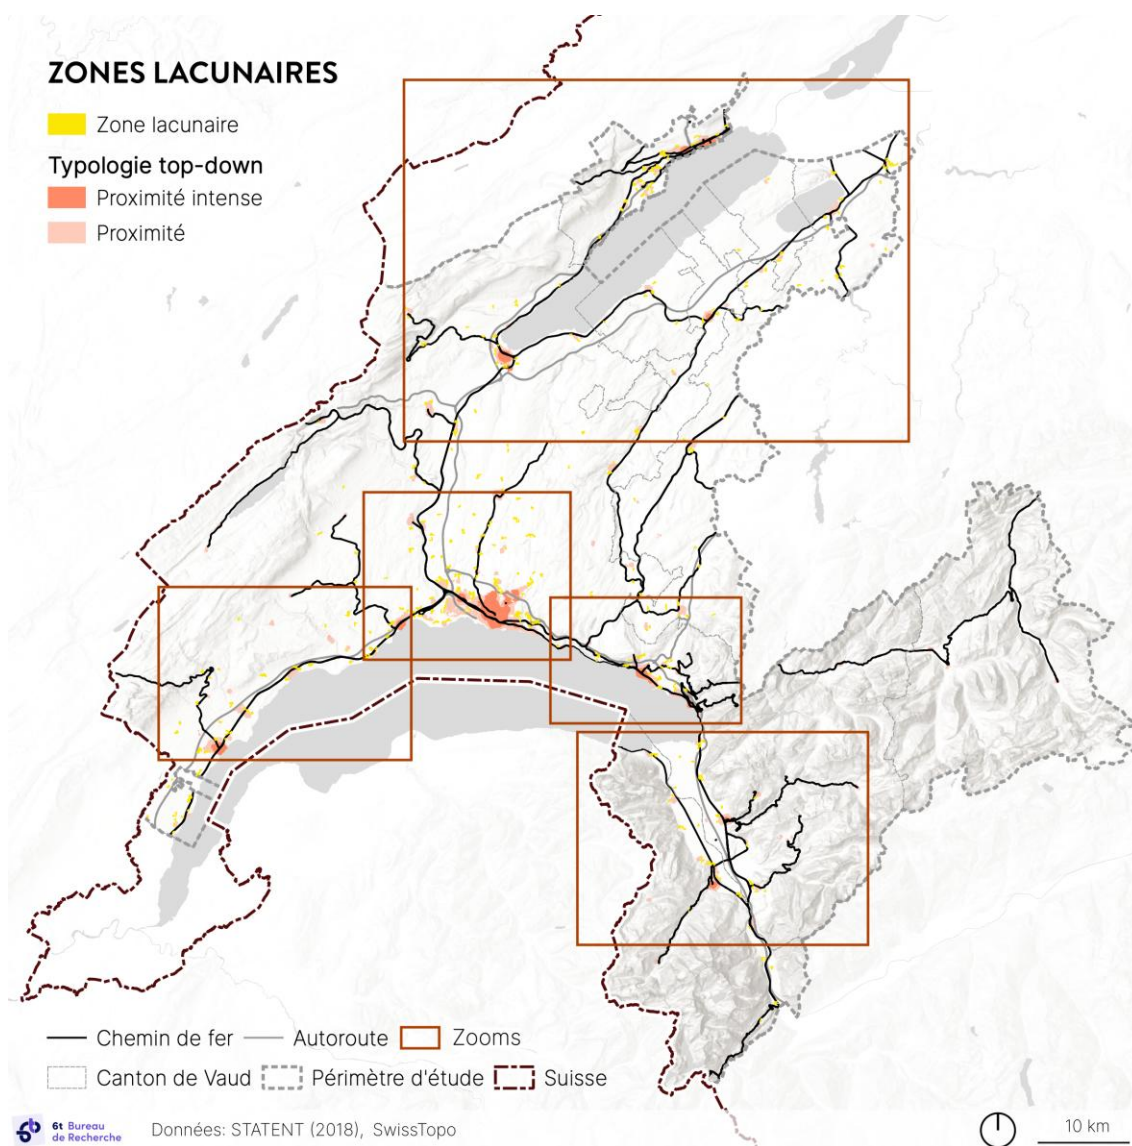 ZONES LACUNAIRES
Zone lacunaire
Typologie top-down
Proximité intense
Proximité
Chemin de fer
Autoroute
Zooms
Canton de Vaud
Périmètre d'étude
Suisse
6t Bureau
de Recherche
Données: STATENT (2018), SwissTopo
10 km